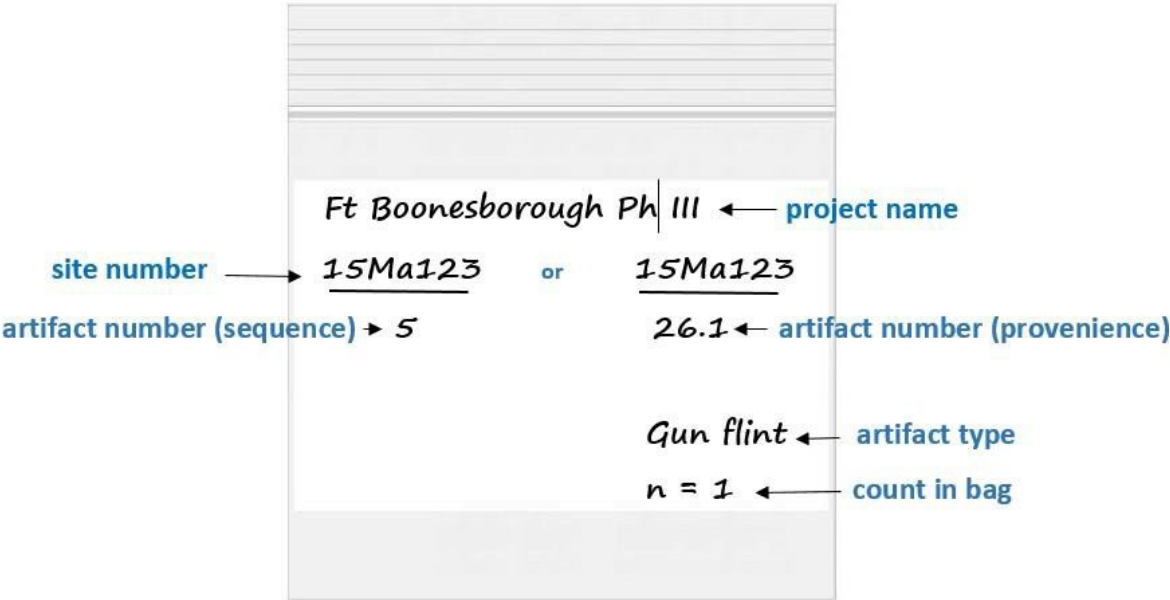 Ft Boonesborough Ph III project name
site number 15Ma123 or 15Ma123
artifact number (sequence) 5 26.1 artifact number (provenience)
Gun flint artifact type
n = 1 count in bag